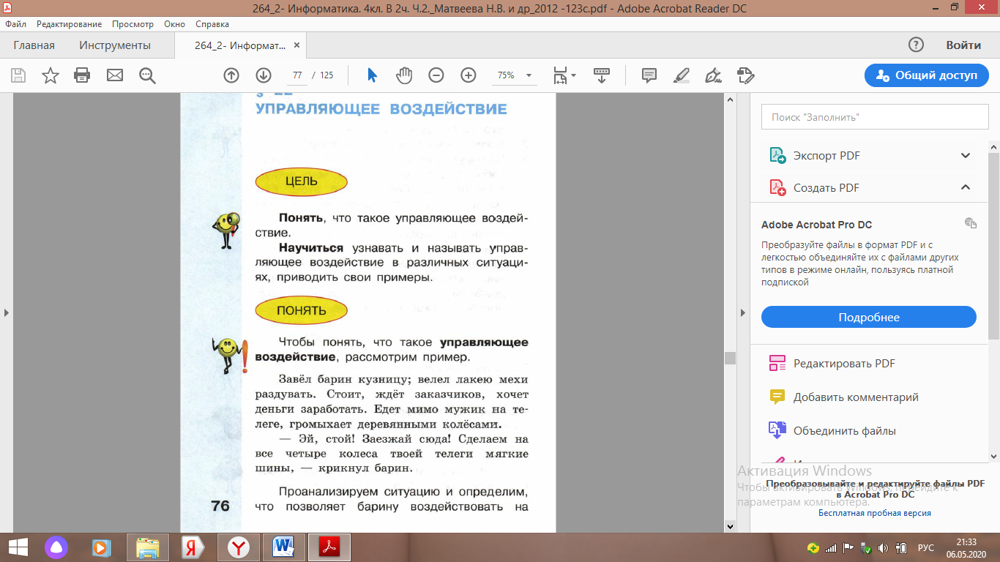 264_2- Информатика. 4кл. В 2ч. Ч.2._Матвеева Н.В. и др_2012 -123с.pdf - Adobe Acrobat Reader DC
Файл Редактирование Просмотр Окно Справка
Главная Инструменты 264_2- Информат... × Войти
77 / 125 75% Общий доступ
§ 22
УПРАВЛЯЮЩЕЕ ВОЗДЕЙСТВИЕ
ЦЕЛЬ
Понять, что такое управляющее воздей-
ствие.
Научиться узнавать и называть управ-
ляющее воздействие в различных ситуаци-
ях, приводить свои примеры.
ПОНЯТЬ
Чтобы понять, что такое управляющее
воздействие, рассмотрим пример.
Завёл барин кузницу; велел лакею мехи
раздувать. Стоит, ждёт заказчиков, хочет
деньги заработать. Едет мимо мужик на те-
леге, громыхает деревянными колёсами.
— Эй, стой! Заезжай сюда! Сделаем на
все четыре колеса твоей телеги мягкие
шины, — крикнул барин.
Проанализируем ситуацию и определим,
76 что позволяет барину воздействовать на
Поиск "Заполнить"
Экспорт PDF
Создать PDF
Adobe Acrobat Pro DC
Преобразуйте файлы в формат PDF и с
легкостью объединяйте их с файлами других
типов в режиме онлайн, пользуясь платной
подпиской
Подробнее
Редактировать PDF
Добавить комментарий
Объединить файлы
Активация Windows
Чтобы активировать Windows, перейдите к
параметрам компьютера.
Преобразовывайте и редактируйте файлы PDF
в Acrobat Pro DC
Бесплатная пробная версия
РУС 21:33
06.05.2020